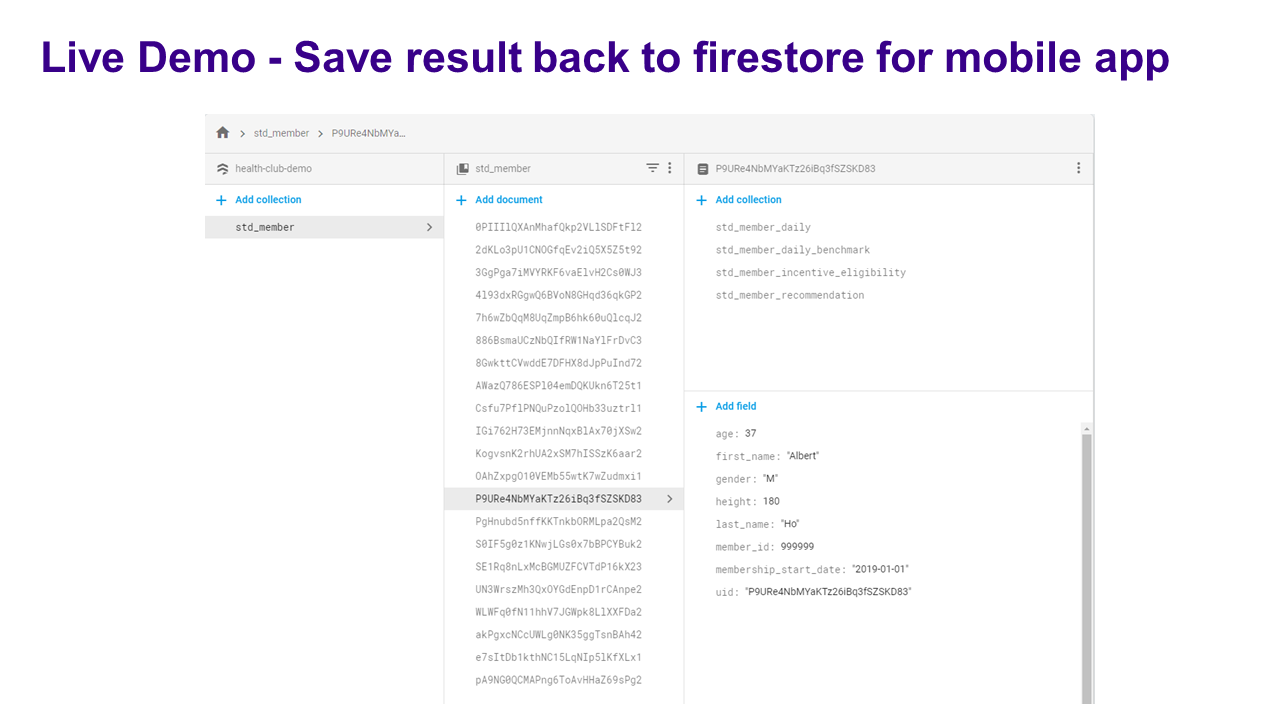 Live Demo - Save result back to firestore for mobile app
std_member
P9URe4NbMYa…
health-club-demo
std_member
P9URe4NbMYaKTz26iBq3fSZSKD83
Add collection
std_member
Add document
0PIIIlQXAnMhafQkp2VLlSDFtFl2
2dKLo3pU1CNOGfqEv2iQ5X5Z5t92
3GgPga7iMVYRKF6vaElvH2Cs0WJ3
4l93dxRGgwQ6BVoN8GHqd36qkGP2
7h6wZbQqM8UqZmpB6hk60uQlcqJ2
886BsmaUCzNbQIfRW1NaYlFrDvC3
8GwkttCVwddE7DFHX8dJpPuInd72
AWazQ786ESPl04emDQKUkn6T25t1
Csfu7PflPNQuPzolQOHb33uztrl1
IGi762H73EMjnnNqxBlAx70jXSw2
KogvsnK2rhUA2xSM7hISSzK6aar2
OAhZxpgO10VEMb55wtK7wZudmxi1
P9URe4NbMYaKTz26iBq3fSZSKD83
PgHnubd5nffKKTnkbORMLpa2QsM2
S0IF5g0z1KNwjLGs0x7bBPCYBuk2
SE1Rq8nLxMcBGMUZFCVTdP16kX23
UN3WrszMh3QxOYGdEnpD1rCAnpe2
WLWFq0fN11hhV7JGWpk8LlXXFDa2
akPgxcNCcUWLg0NK35ggTsnBAh42
e7sItDb1kthNC15LqNIp5lKfXLx1
pA9NG0QCMAPng6ToAvHHaZ69sPg2
Add collection
std_member_daily
std_member_daily_benchmark
std_member_incentive_eligibility
std_member_recommendation
Add field
age: 37
first_name: "Albert"
gender: "M"
height: 180
last_name: "Ho"
member_id: 999999
membership_start_date: "2019-01-01"
uid: "P9URe4NbMYaKTz26iBq3fSZSKD83"